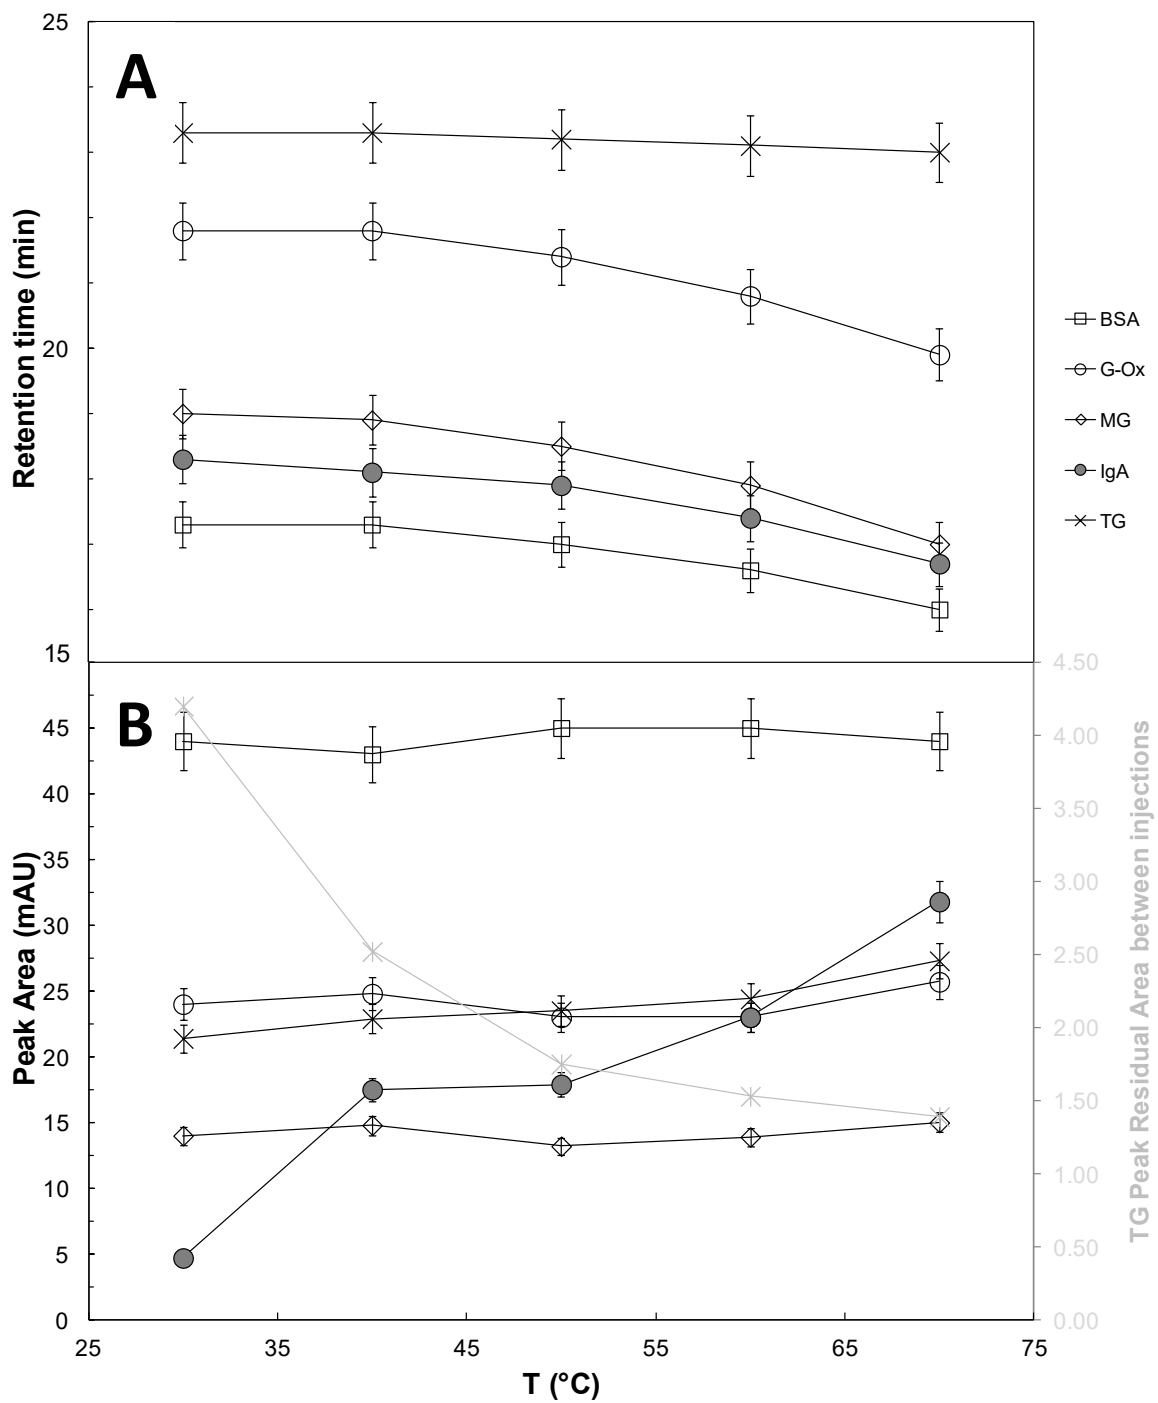 25
A
20
15
Retention time (min)
BSA
G-Ox
MG
IgA
TG
B
45
40
35
30
25
20
15
10
5
0
Peak Area (mAU)
4.50
4.00
3.50
3.00
2.50
2.00
1.50
1.00
0.50
0.00
TG Peak Residual Area between injections
25 35 45 55 65 75
T (°C)